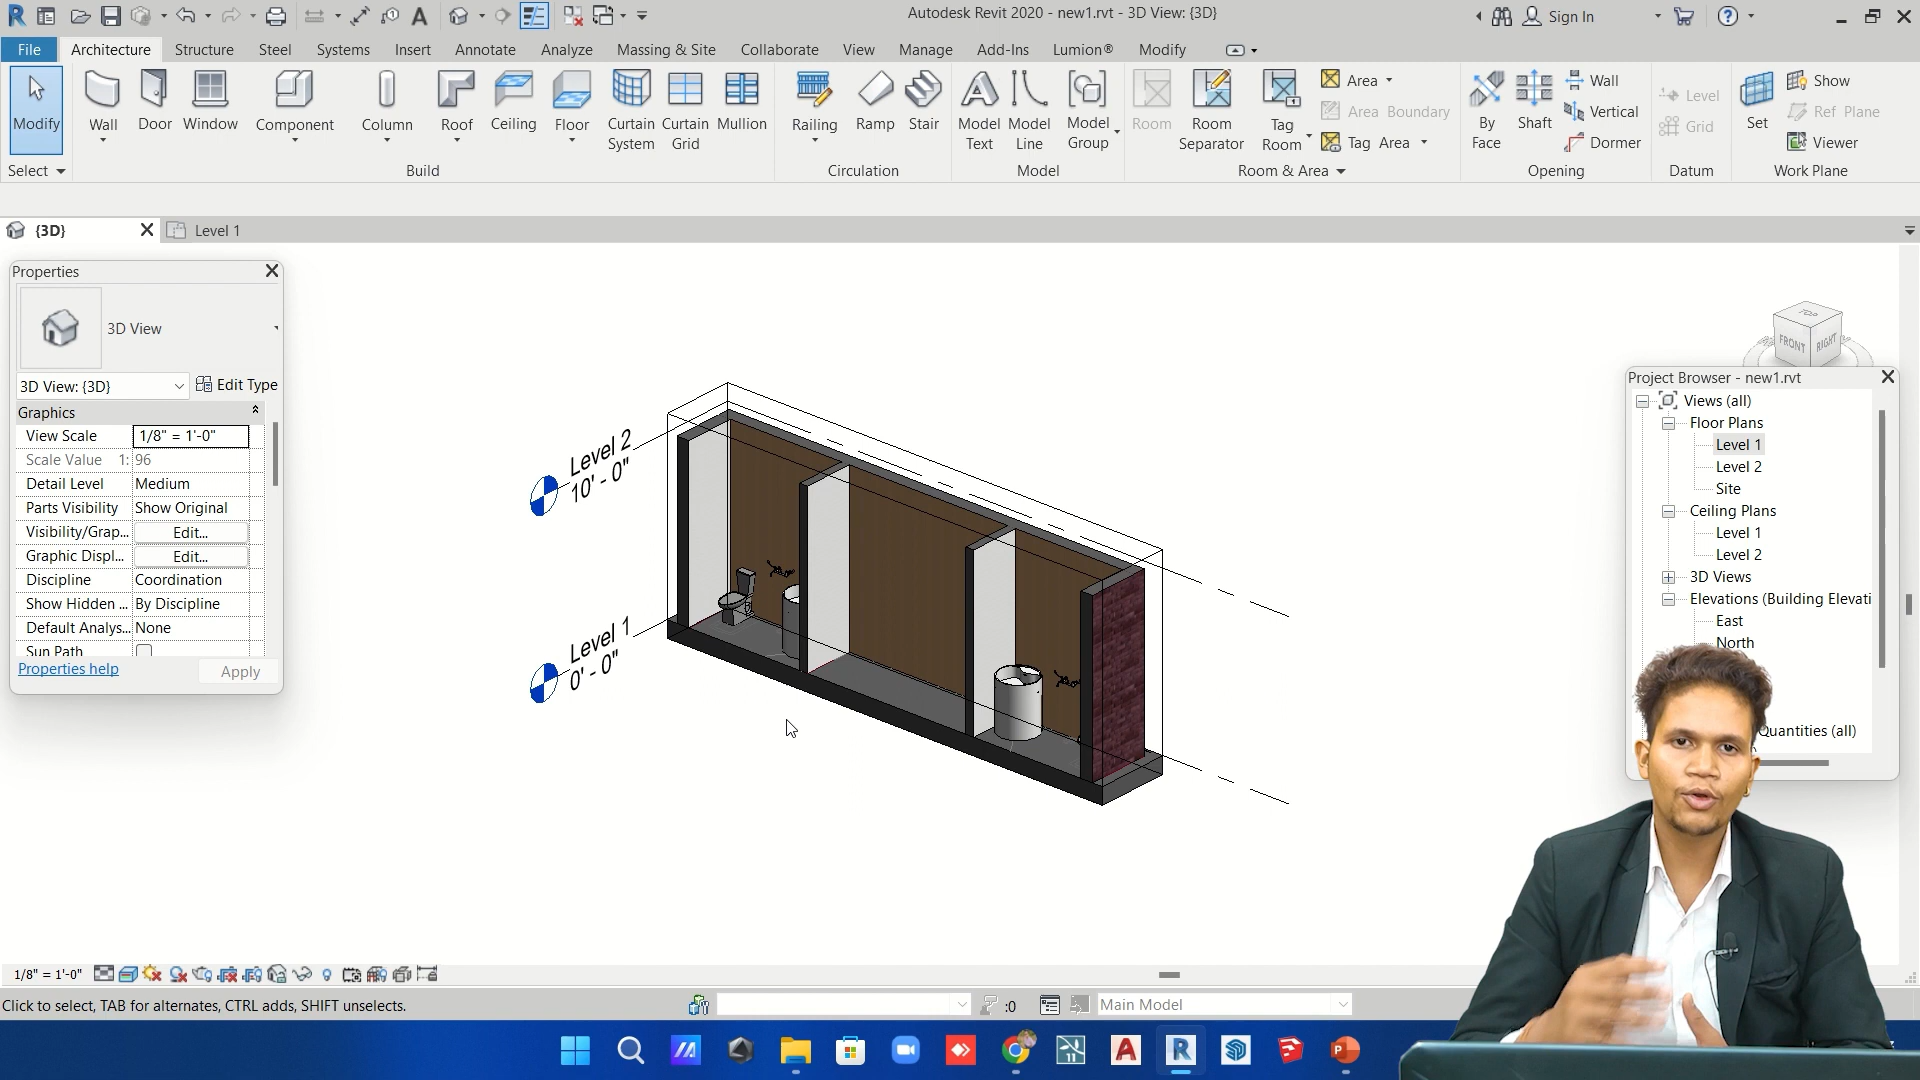 Autodesk Revit 2020 - new1.rvt - 3D View: {3D}
Sign In
File Architecture Structure Steel Systems Insert Annotate Analyze Massing & Site Collaborate View Manage Add-Ins Lumion® Modify
Modify
Wall
Door
Window
Component
Column
Roof
Ceiling
Floor
Curtain System
Curtain Grid
Mullion
Railing
Ramp
Stair
Model Text
Model Line
Model Group
Room
Room Separator
Tag Room
Area
Area Boundary
Tag Area
By Face
Shaft
Wall
Vertical
Dormer
Level
Grid
Set
Show
Ref Plane
Viewer
Select
Build
Circulation
Model
Room & Area
Opening
Datum
Work Plane
{3D}
Level 1
Properties
3D View
3D View: {3D}
Edit Type
Graphics
View Scale 1/8" = 1'-0"
Scale Value 1: 96
Detail Level Medium
Parts Visibility Show Original
Visibility/Grap... Edit...
Graphic Displ... Edit...
Discipline Coordination
Show Hidden ... By Discipline
Default Analys... None
Sun Path
Properties help
Apply
Level 2
10' - 0"
Level 1
0' - 0"
TOP
FRONT
RIGHT
Project Browser - new1.rvt
Views (all)
Floor Plans
Level 1
Level 2
Site
Ceiling Plans
Level 1
Level 2
3D Views
Elevations (Building Elevati
East
North
Quantities (all)
1/8" = 1'-0"
Click to select, TAB for alternates, CTRL adds, SHIFT unselects.
:0
Main Model
11